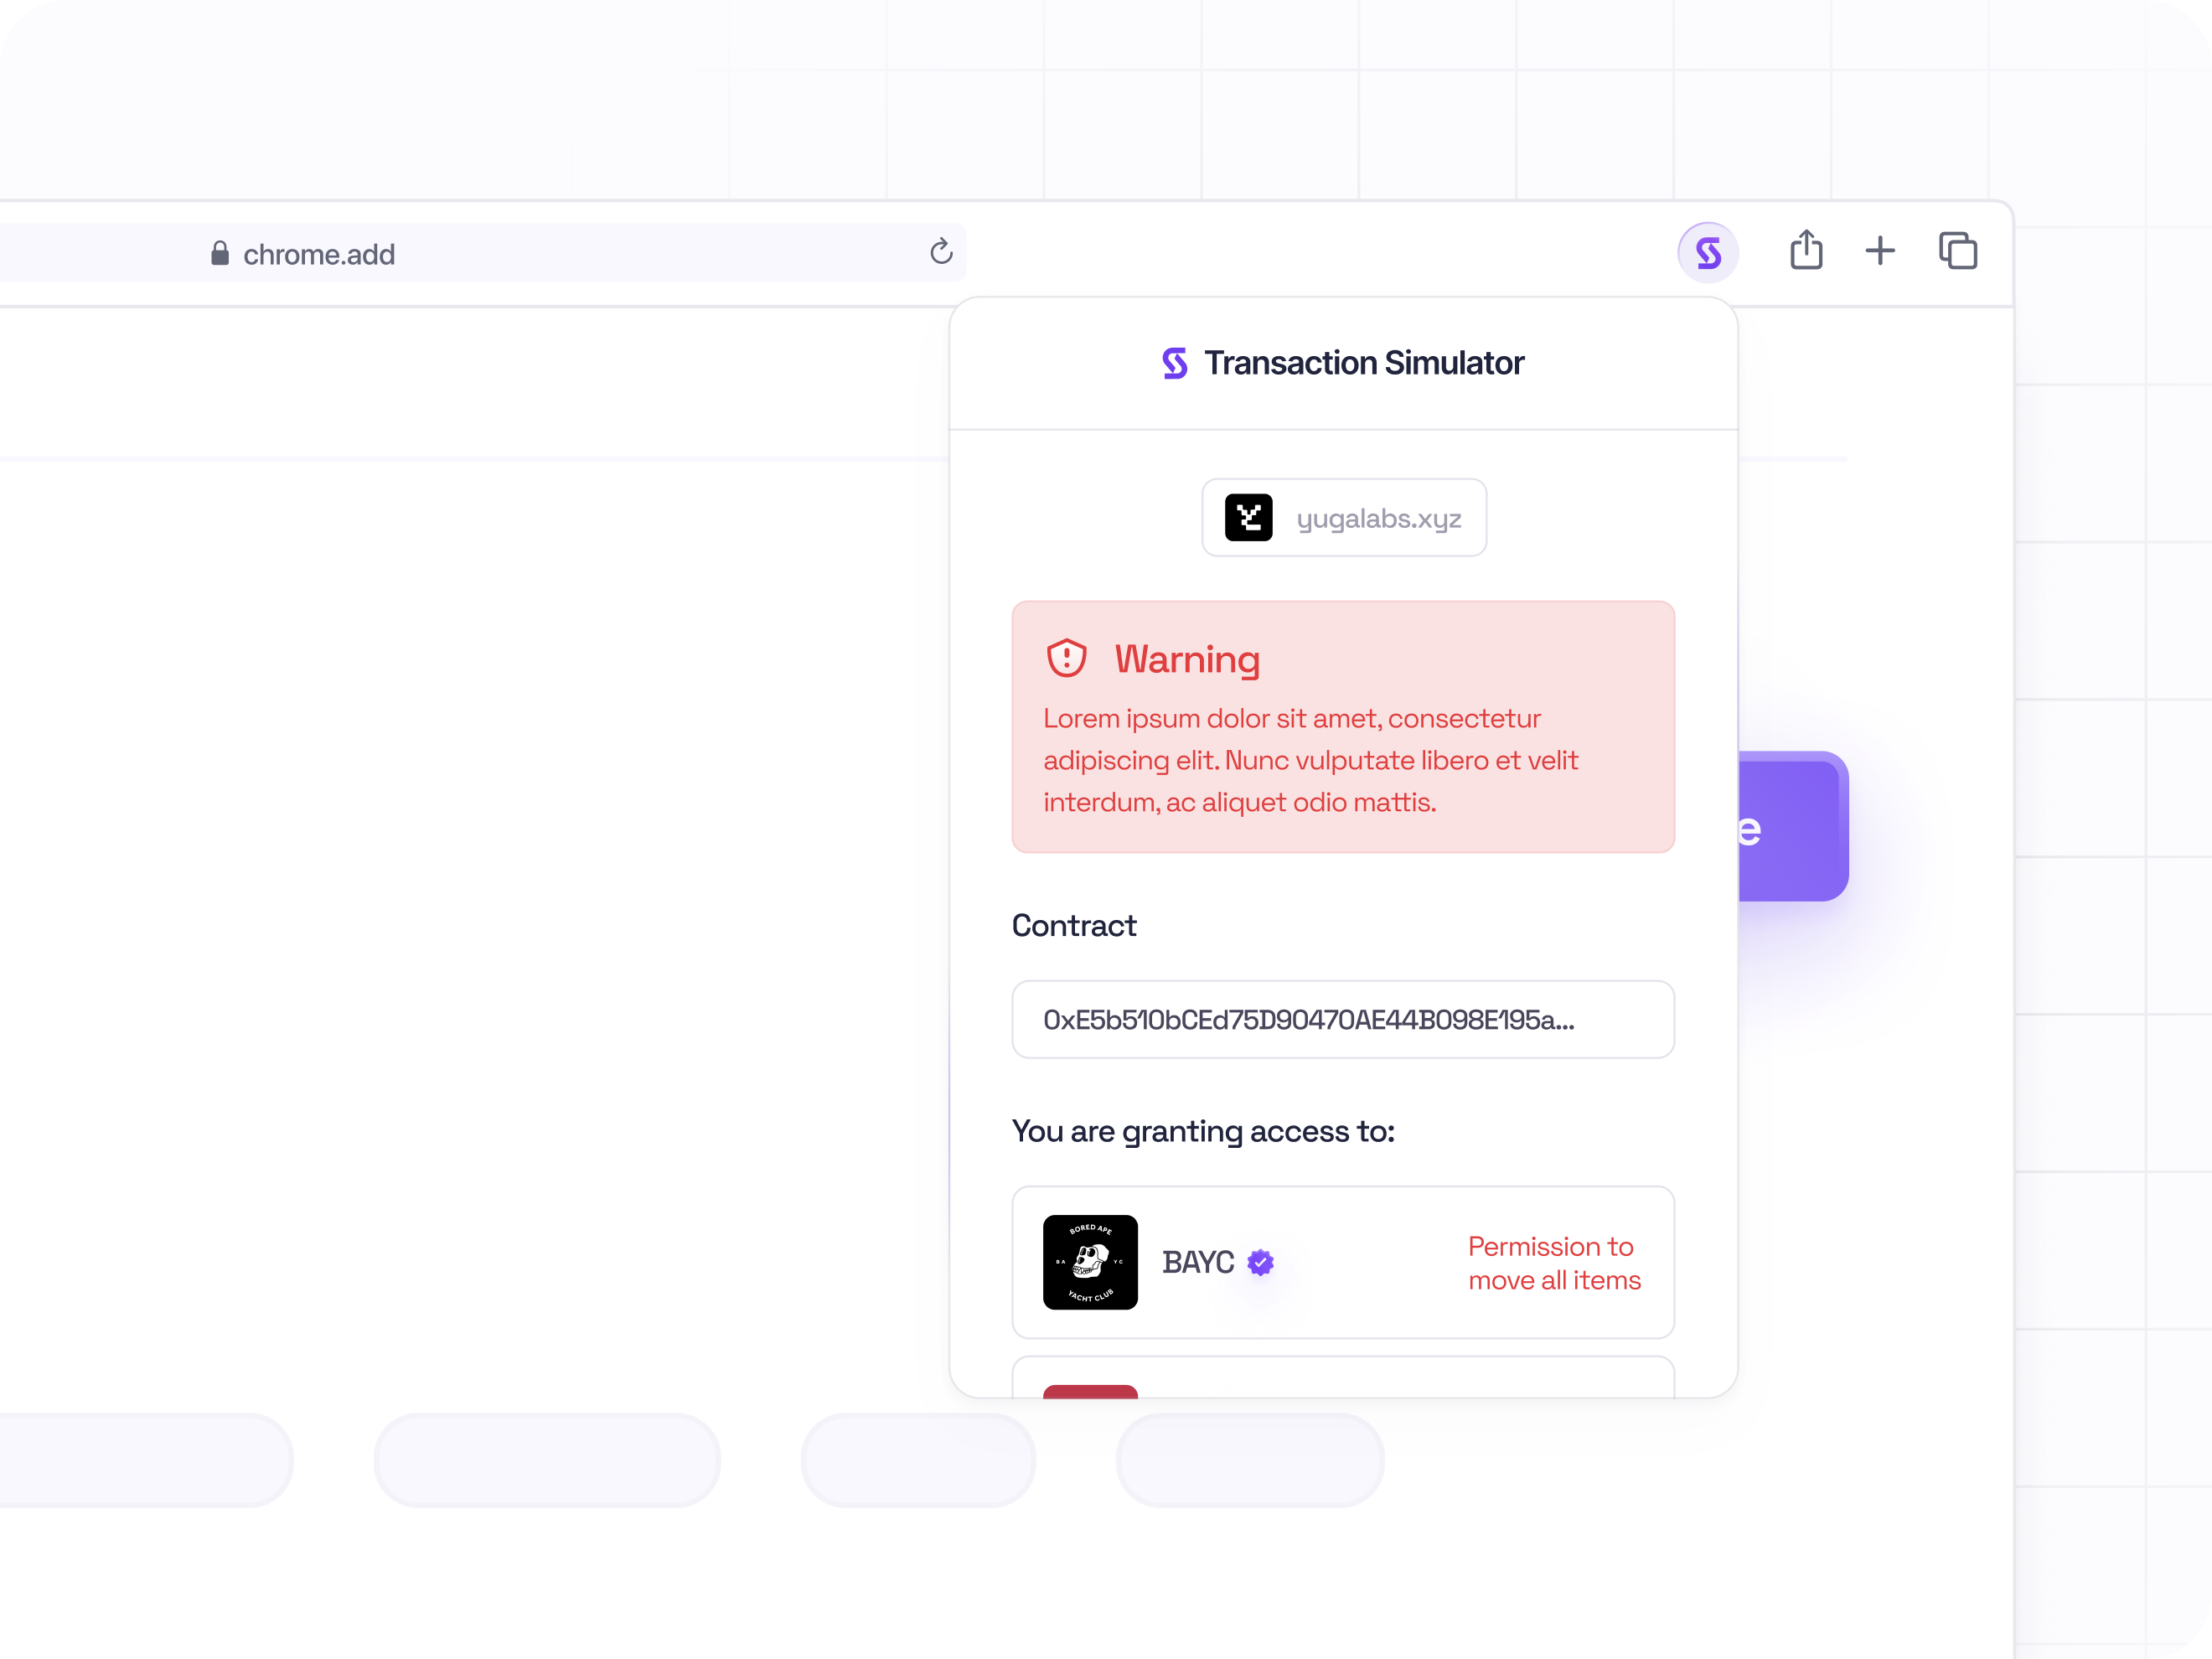 chrome.add
Transaction Simulator
yugalabs.xyz
Warning
Lorem ipsum dolor sit amet, consectetur
adipiscing elit. Nunc vulputate libero et velit
interdum, ac aliquet odio mattis.
e
Contract
0xE5b510bCEd75D90470AE44B098E195a...
You are granting access to:
BORED APE
BA YC
YACHT CLUB
BAYC
Permission to
move all items